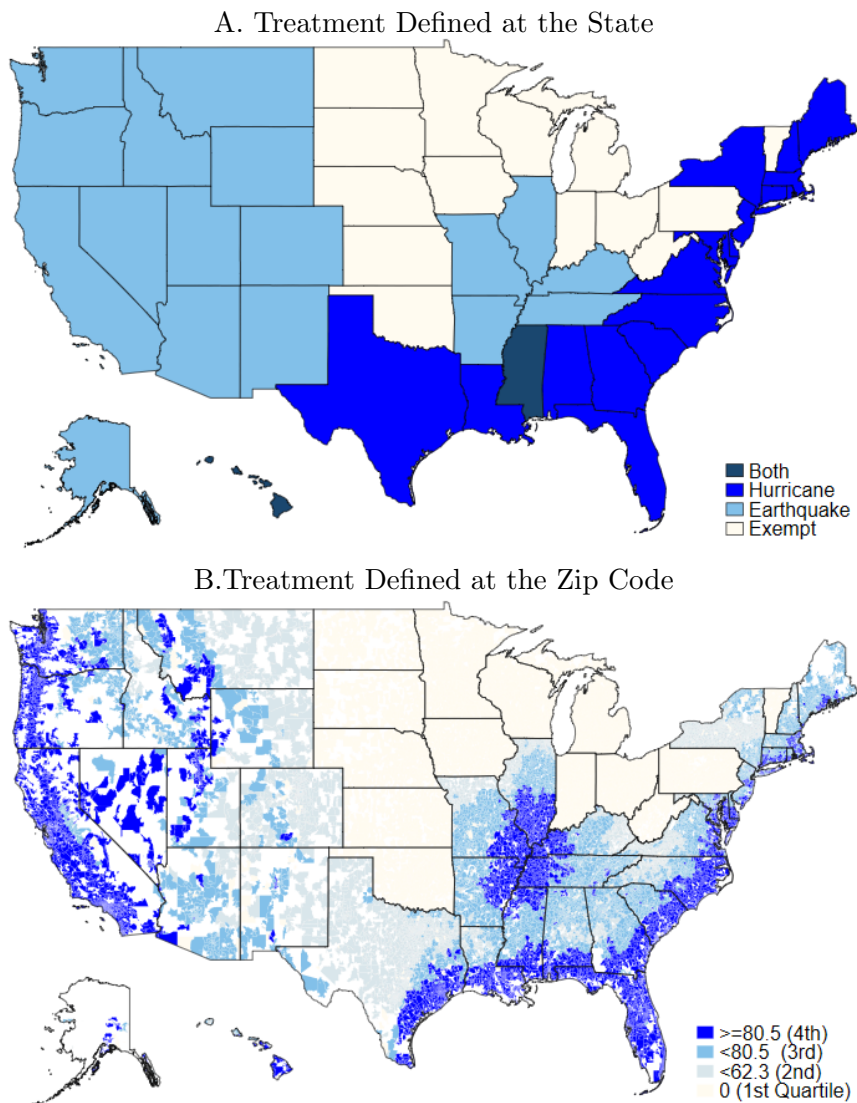 A. Treatment Defined at the State
Both
Hurricane
Earthquake
Exempt
B.Treatment Defined at the Zip Code
>=80.5 (4th)
<80.5 (3rd)
<62.3 (2nd)
0 (1st Quartile)